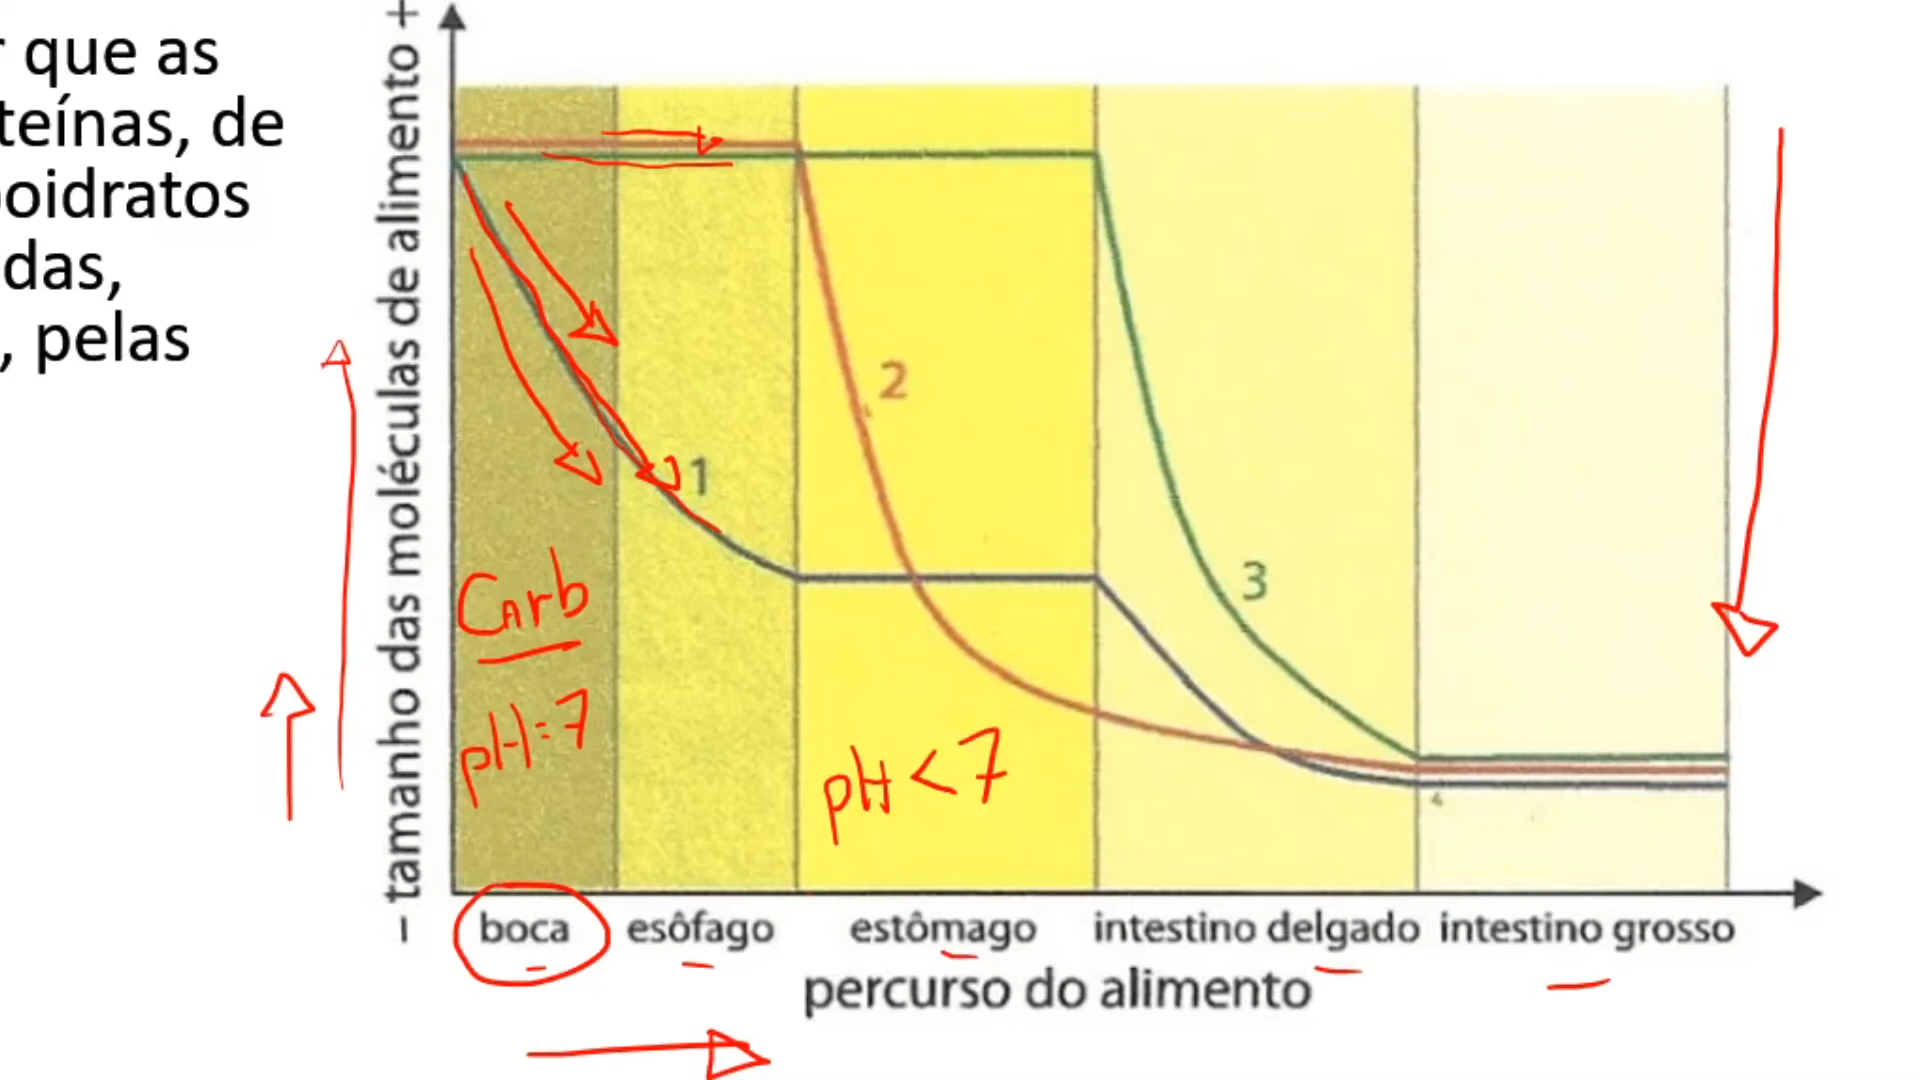 r que as
teínas, de
boidratos
das,
, pelas
+
tamanho das moléculas de alimento
–
1
2
3
Carb
pH=7
pH < 7
boca esôfago estômago intestino delgado intestino grosso
percurso do alimento